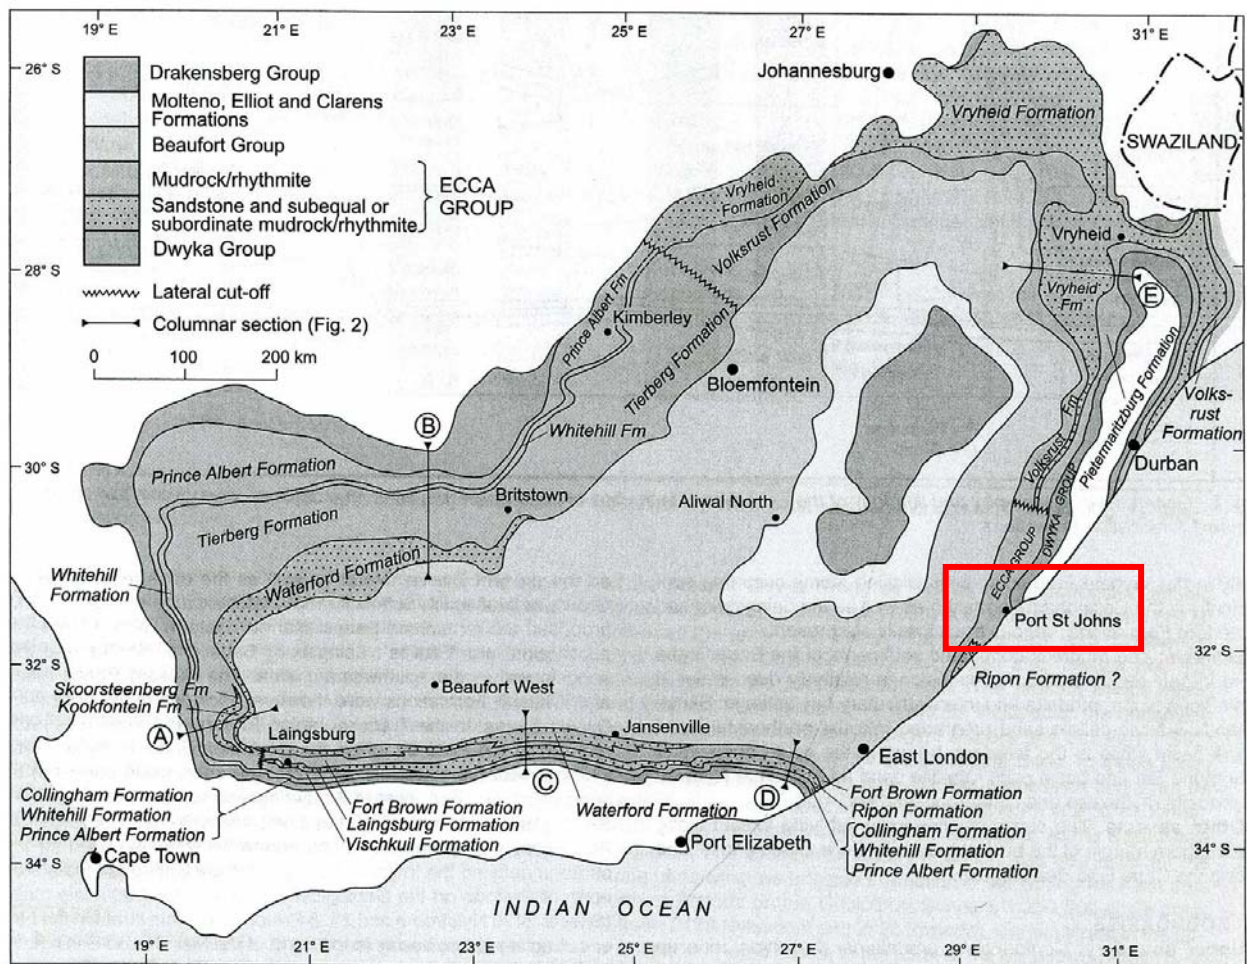 19° E
21° E
23° E
25° E
27° E
29° E
31° E
26° S
28° S
30° S
32° S
34° S
Drakensberg Group
Molteno, Elliot and Clarens
Formations
Beaufort Group
Mudrock/rhythmite
Sandstone and subequal or
subordinate mudrock/rhythmite
Dwyka Group
ECCA
GROUP
Lateral cut-off
Columnar section (Fig. 2)
0 100 200 km
Johannesburg
Vryheid Formation
SWAZILAND
Vryheid
Formation
Volksrust Formation
Vryheid
Vryheid
Fm
E
Prince Albert Fm
Kimberley
Tierberg Formation
Bloemfontein
Whitehill Fm
Volksrust
Fm
Pietermaritzburg Formation
Volks-
rust
Formation
Durban
B
Prince Albert Formation
Britstown
Aliwal North
Tierberg Formation
DWYKA GROUP
ECCA GROUP
Waterford Formation
Whitehill
Formation
Port St Johns
32° S
Ripon Formation ?
Skoorsteenberg Fm
Kookfontein Fm
Beaufort West
A
Laingsburg
Jansenville
East London
C
D
Collingham Formation
Whitehill Formation
Prince Albert Formation
Fort Brown Formation
Laingsburg Formation
Vischkuil Formation
Waterford Formation
Fort Brown Formation
Ripon Formation
Collingham Formation
Whitehill Formation
Prince Albert Formation
Cape Town
Port Elizabeth
34° S
INDIAN OCEAN
19° E
21° E
23° E
25° E
27° E
29° E
31° E